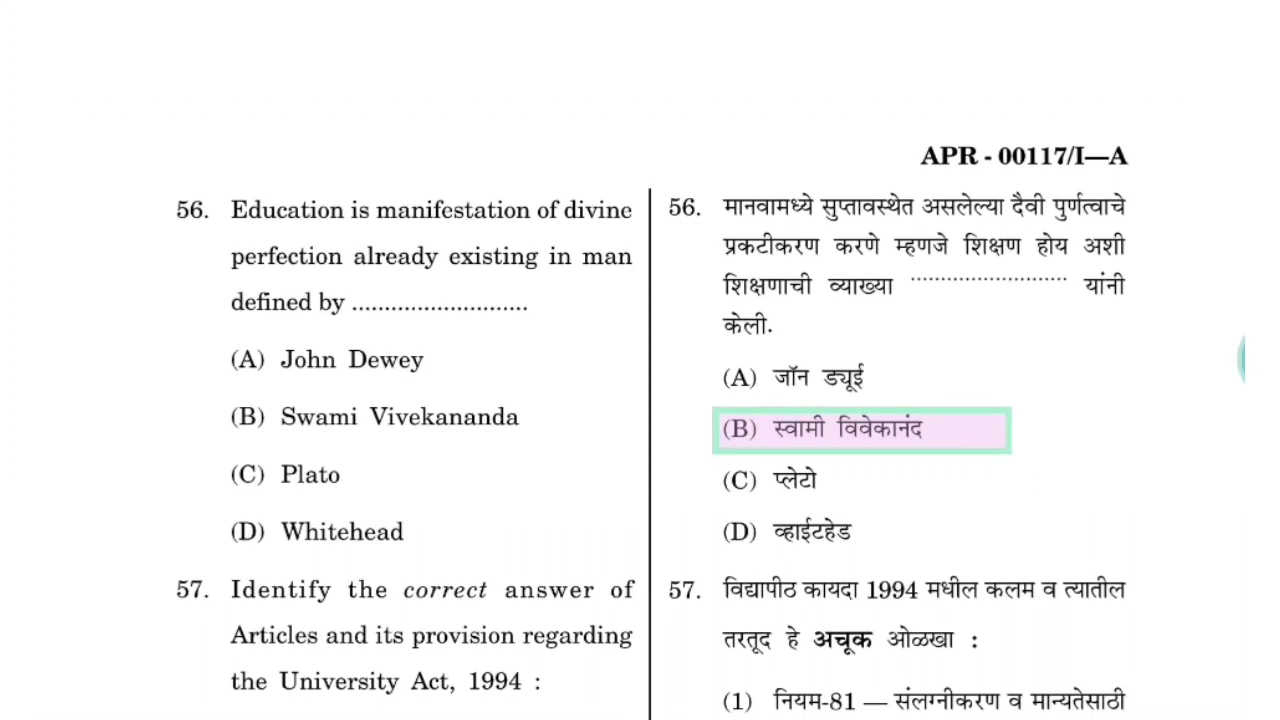 APR - 00117/I—A
56. Education is manifestation of divine
perfection already existing in man
defined by ...........................
(A) John Dewey
(B) Swami Vivekananda
(C) Plato
(D) Whitehead
57. Identify the correct answer of
Articles and its provision regarding
the University Act, 1994 :
56. मानवामध्ये सुप्तावस्थेत असलेल्या दैवी पुर्णत्वाचे
प्रकटीकरण करणे म्हणजे शिक्षण होय अशी
शिक्षणाची व्याख्या ........................... यांनी
केली.
(A) जॉन ड्यूई
(B) स्वामी विवेकानंद
(C) प्लेटो
(D) व्हाईटहेड
57. विद्यापीठ कायदा 1994 मधील कलम व त्यातील
तरतूद हे अचूक ओळखा :
(1) नियम-81 — संलग्नीकरण व मान्यतेसाठी